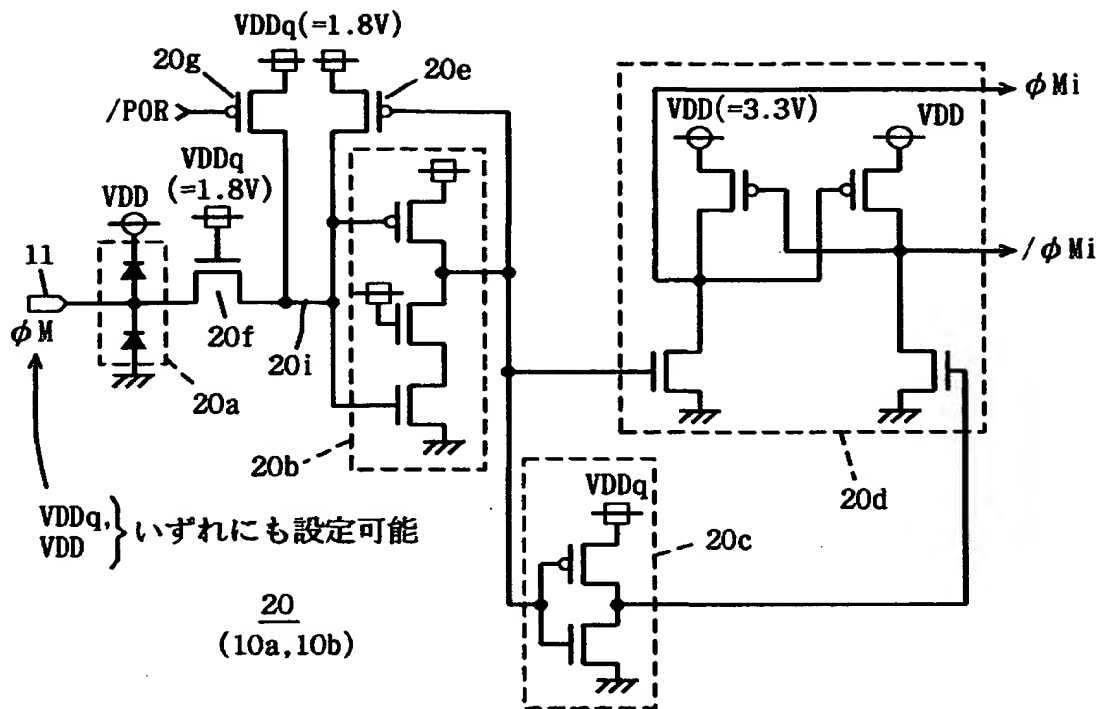 VDDq(=1.8V)
20g
20e
/POR
VDDq
(=1.8V)
VDD
11
φM
20f
20i
20a
20b
VDD(=3.3V)
VDD
φMi
/φMi
20d
VDDq
20c
VDDq,
VDD
いずれにも設定可能
20
(10a,10b)